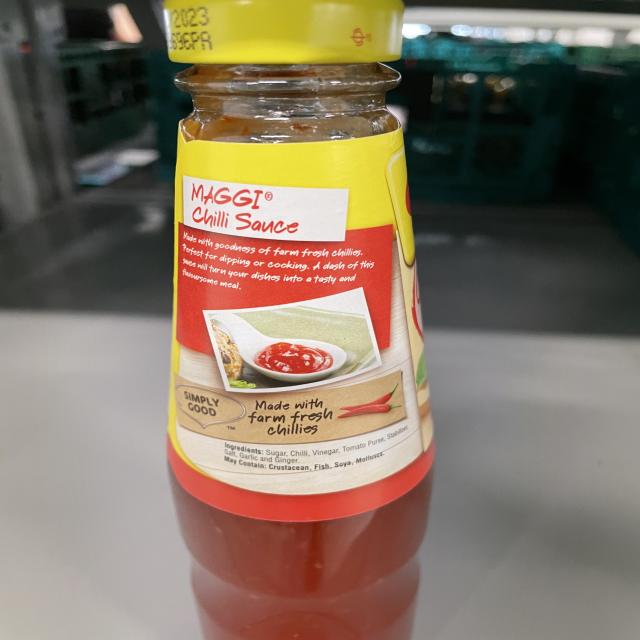 /2023
MAGGI®
Chilli Sauce
Made with goodness of farm fresh chillies.
Perfect for dipping or cooking. A dash of this
sauce will turn your dishes into a tasty and
flavoursome meal.
SIMPLY
GOOD
™
Made with
farm fresh
chillies
Ingredients: Sugar, Chilli, Vinegar, Tomato Puree, Stabiliser,
Salt, Garlic and Ginger.
May Contain: Crustacean, Fish, Soya, Molluscs.